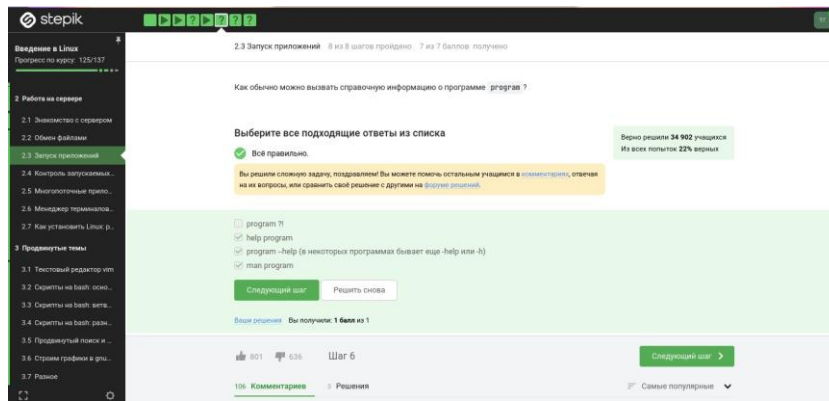 stepik
Введение в Linux
Прогресс по курсу: 125/137
2 Работа на сервере
2.1 Знакомство с сервером
2.2 Обмен файлами
2.3 Запуск приложений
2.4 Контроль запускаемых...
2.5 Многопоточные прило...
2.6 Менеджер терминалов...
2.7 Как установить Linux: р...
3 Продвинутые темы
3.1 Текстовый редактор vim
3.2 Скрипты на bash: осно...
3.3 Скрипты на bash: ветв...
3.4 Скрипты на bash: разн...
3.5 Продвинутый поиск и ...
3.6 Строим графики в gnu...
3.7 Разное
2.3 Запуск приложений 8 из 8 шагов пройдено 7 из 7 баллов получено
Как обычно можно вызвать справочную информацию о программе program ?
Выберите все подходящие ответы из списка
Всё правильно.
Верно решили 34 902 учащихся
Из всех попыток 22% верных
Вы решили сложную задачу, поздравляем! Вы можете помочь остальным учащимся в комментариях, отвечая
на их вопросы, или сравнить своё решение с другими на форуме решений.
program ?!
help program
program --help (в некоторых программах бывает еще -help или -h)
man program
Следующий шаг Решить снова
Ваши решения Вы получили: 1 балл из 1
801 636 Шаг 6 Следующий шаг
106 Комментариев Решения Самые популярные